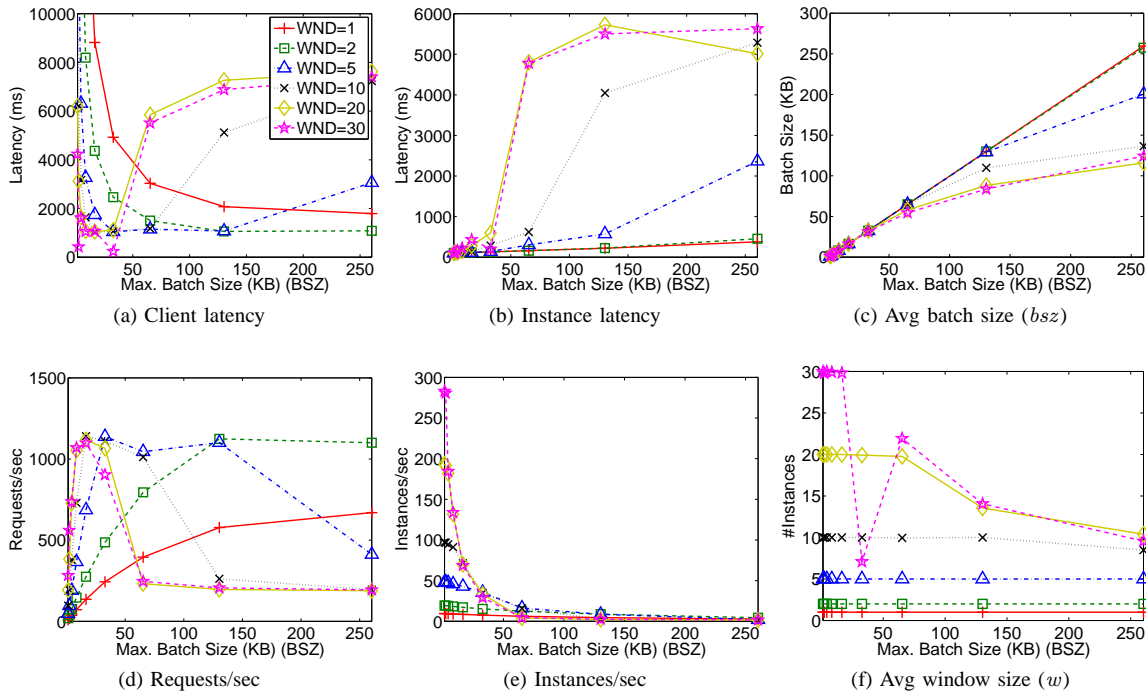 10000
8000
6000
4000
2000
0
Latency (ms)
50 100 150 200 250
Max. Batch Size (KB) (BSZ)
WND=1
WND=2
WND=5
WND=10
WND=20
WND=30
(a) Client latency
6000
5000
4000
3000
2000
1000
0
Latency (ms)
50 100 150 200 250
Max. Batch Size (KB) (BSZ)
(b) Instance latency
300
250
200
150
100
50
0
Batch Size (KB)
50 100 150 200 250
Max. Batch Size (KB) (BSZ)
(c) Avg batch size (bsz)
1500
1000
500
0
Requests/sec
0 50 100 150 200 250
Max. Batch Size (KB) (BSZ)
(d) Requests/sec
300
250
200
150
100
50
0
Instances/sec
50 100 150 200 250
Max. Batch Size (KB) (BSZ)
(e) Instances/sec
30
25
20
15
10
5
0
#Instances
50 100 150 200 250
Max. Batch Size (KB) (BSZ)
(f) Avg window size (w)